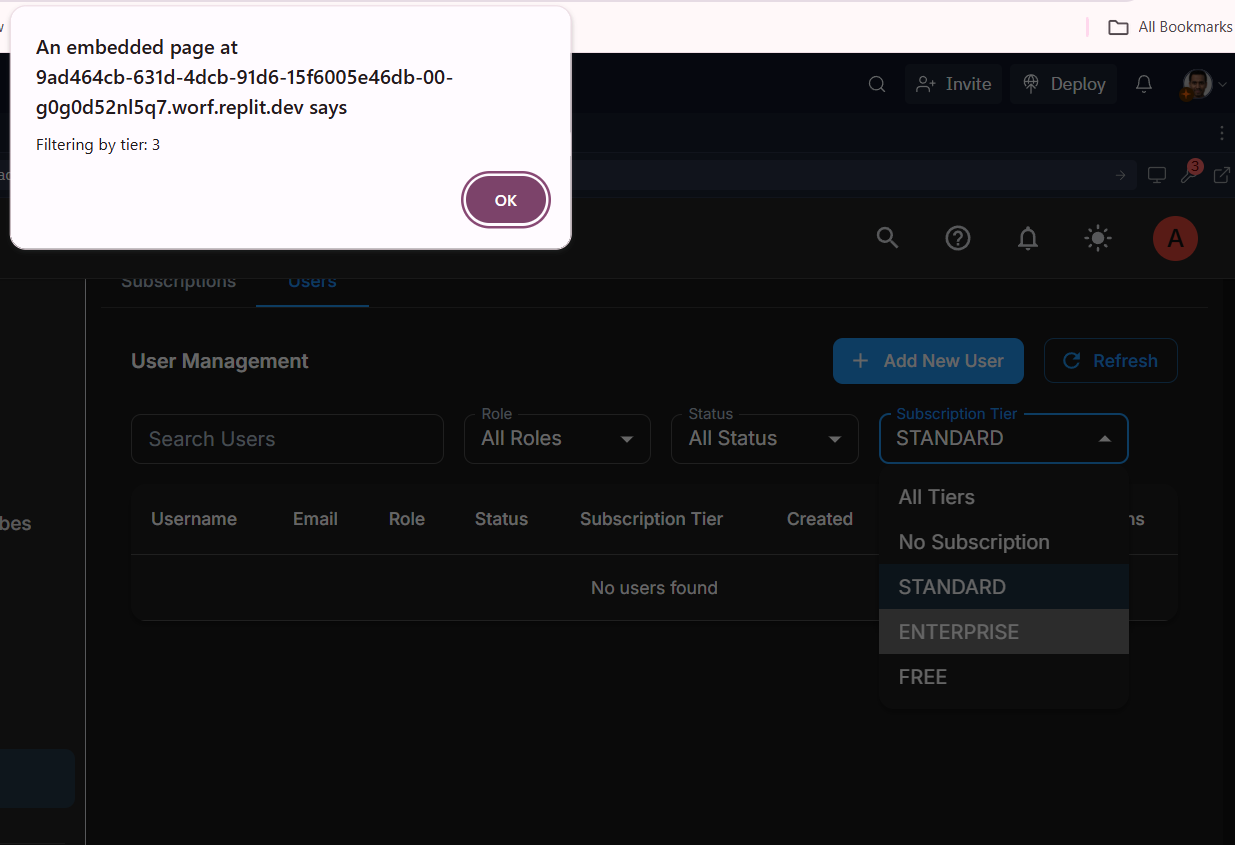 All Bookmarks
An embedded page at
9ad464cb-631d-4dcb-91d6-15f6005e46db-00-
g0g0d52nl5q7.worf.replit.dev says
Filtering by tier: 3
OK
Invite
Deploy
3
A
Subscriptions
Users
User Management
+ Add New User
Refresh
Search Users
Role
All Roles
Status
All Status
Subscription Tier
STANDARD
All Tiers
No Subscription
STANDARD
ENTERPRISE
FREE
Username Email Role Status Subscription Tier Created ns
No users found
bes